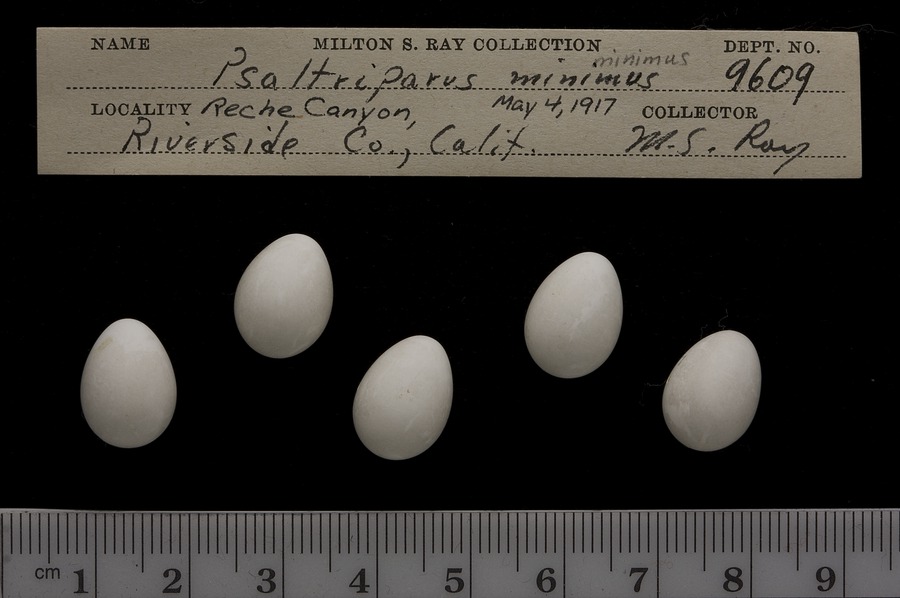 NAME MILTON S. RAY COLLECTION DEPT. NO.
minimus
Psaltriparus minimus 9609
LOCALITY Reche Canyon, May 4, 1917 COLLECTOR
Riverside Co., Calif. M.S. Ray
cm 1 2 3 4 5 6 7 8 9